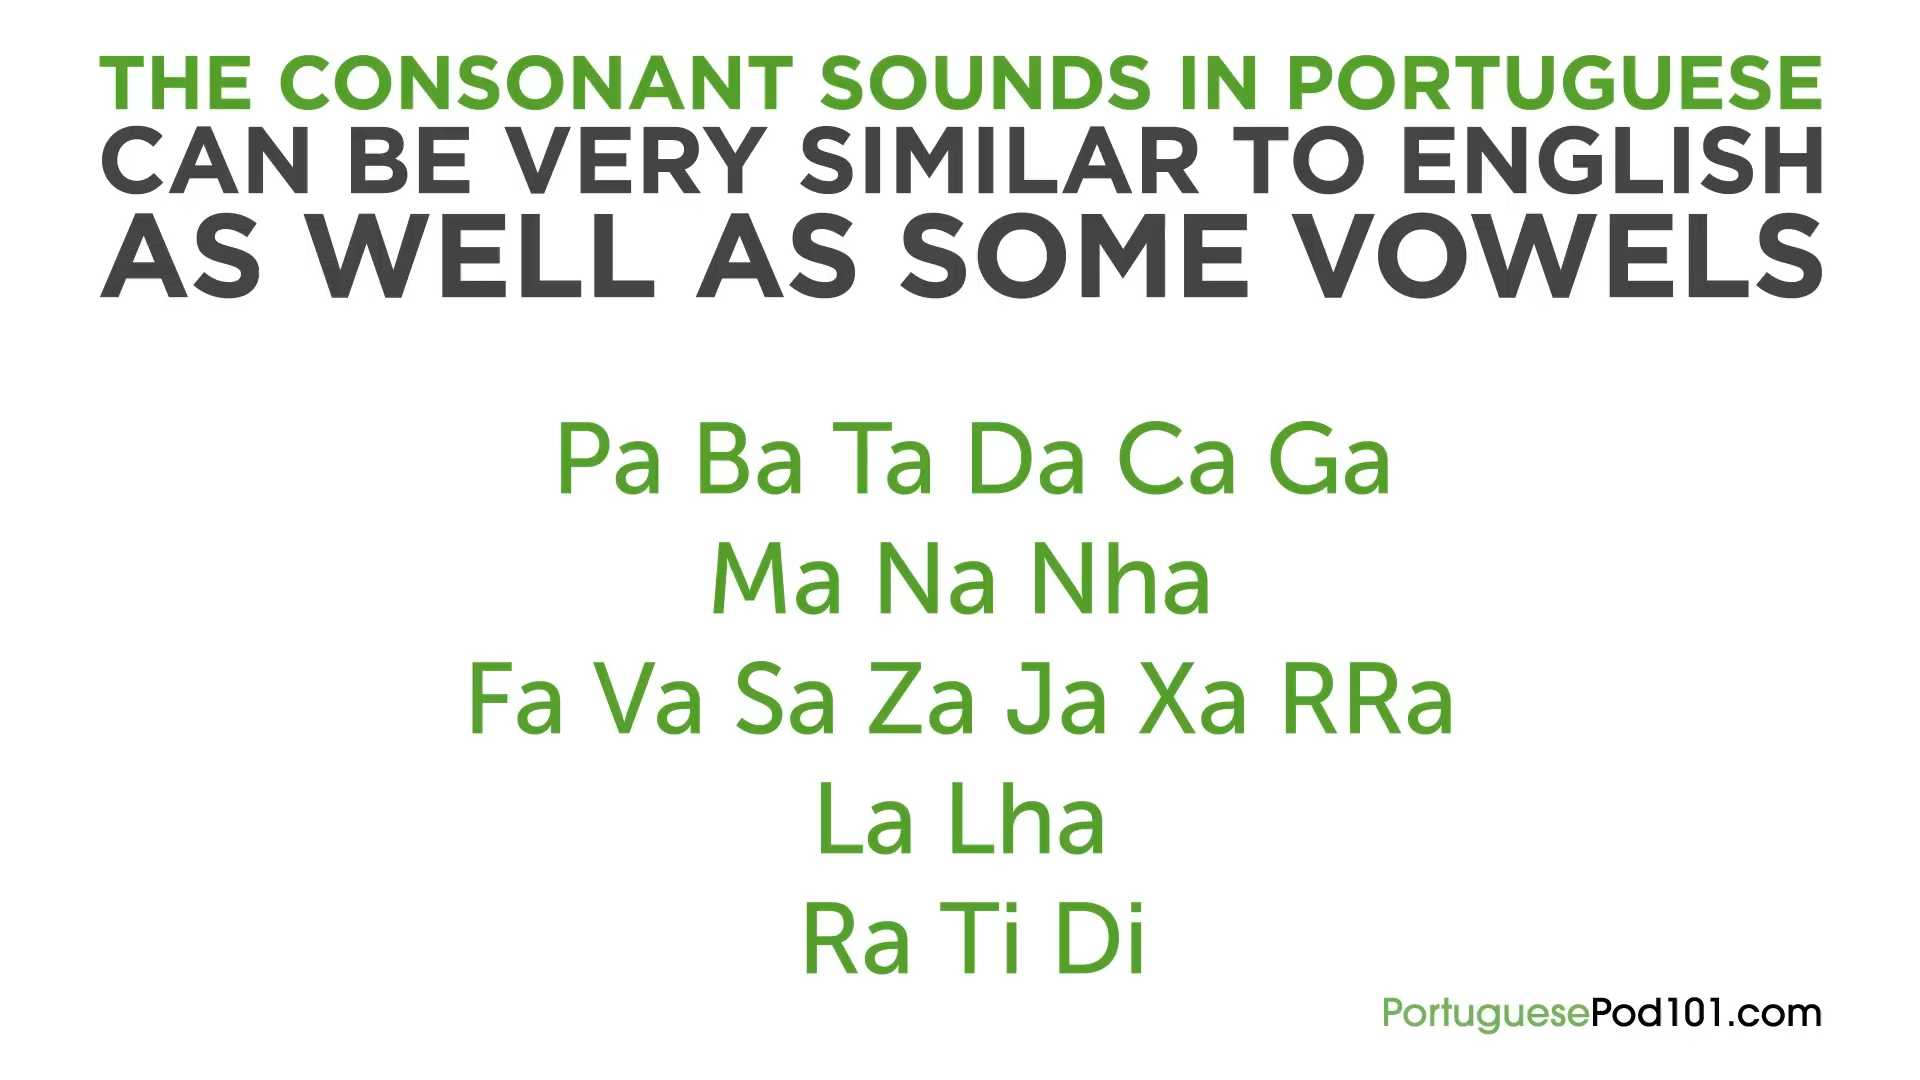 THE CONSONANT SOUNDS IN PORTUGUESE
CAN BE VERY SIMILAR TO ENGLISH
AS WELL AS SOME VOWELS
Pa Ba Ta Da Ca Ga
Ma Na Nha
Fa Va Sa Za Ja Xa RRa
La Lha
Ra Ti Di
PortuguesePod101.com